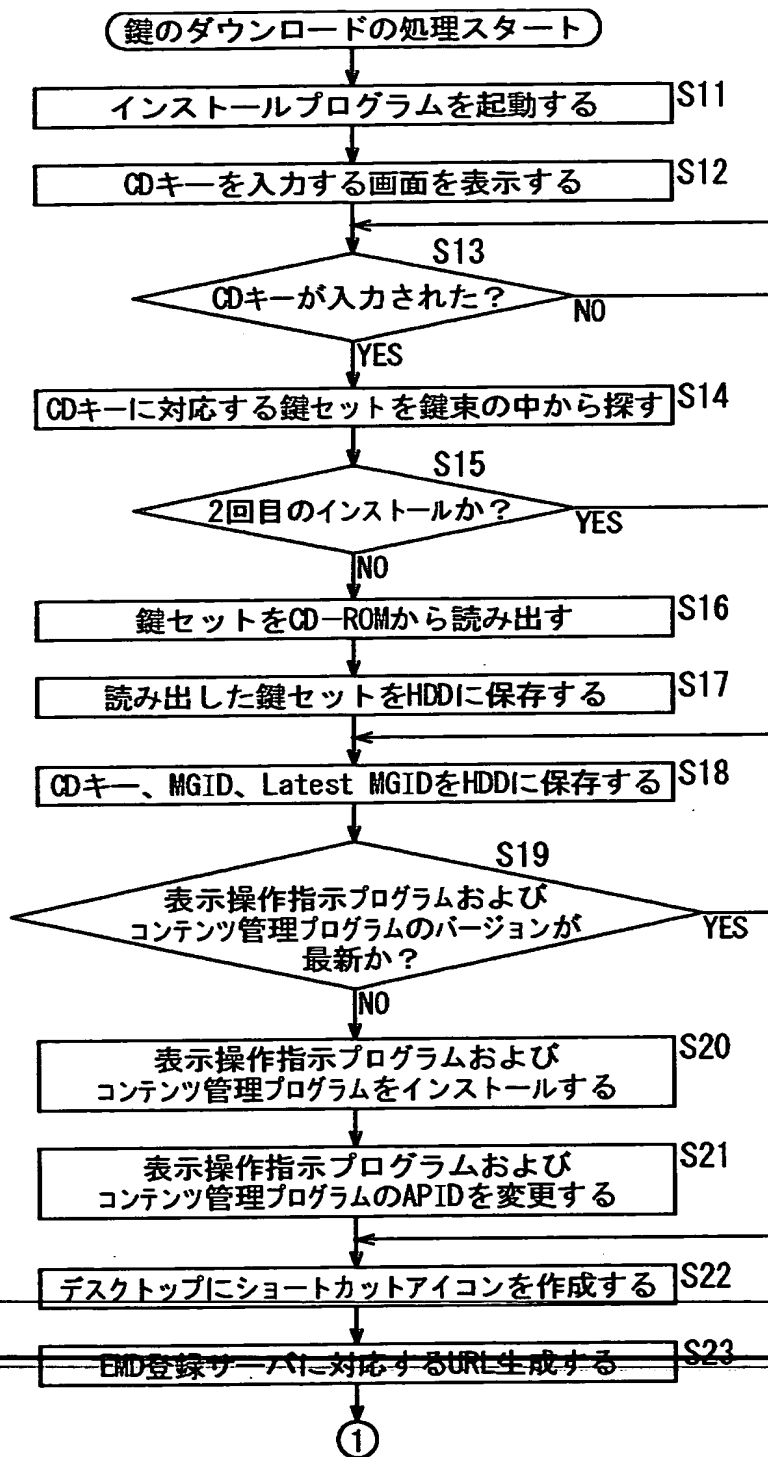 鍵のダウンロードの処理スタート
インストールプログラムを起動する
S11
CDキーを入力する画面を表示する
S12
S13
CDキーが入力された？
NO
YES
CDキーに対応する鍵セットを鍵束の中から探す
S14
S15
2回目のインストールか？
YES
NO
鍵セットをCD-ROMから読み出す
S16
読み出した鍵セットをHDDに保存する
S17
CDキー、MGID、Latest MGIDをHDDに保存する
S18
S19
表示操作指示プログラムおよび
コンテンツ管理プログラムのバージョンが
最新か？
YES
NO
表示操作指示プログラムおよび
コンテンツ管理プログラムをインストールする
S20
表示操作指示プログラムおよび
コンテンツ管理プログラムのAPIDを変更する
S21
デスクトップにショートカットアイコンを作成する
S22
EMD登録サーバに対応するURL生成する
S23
1